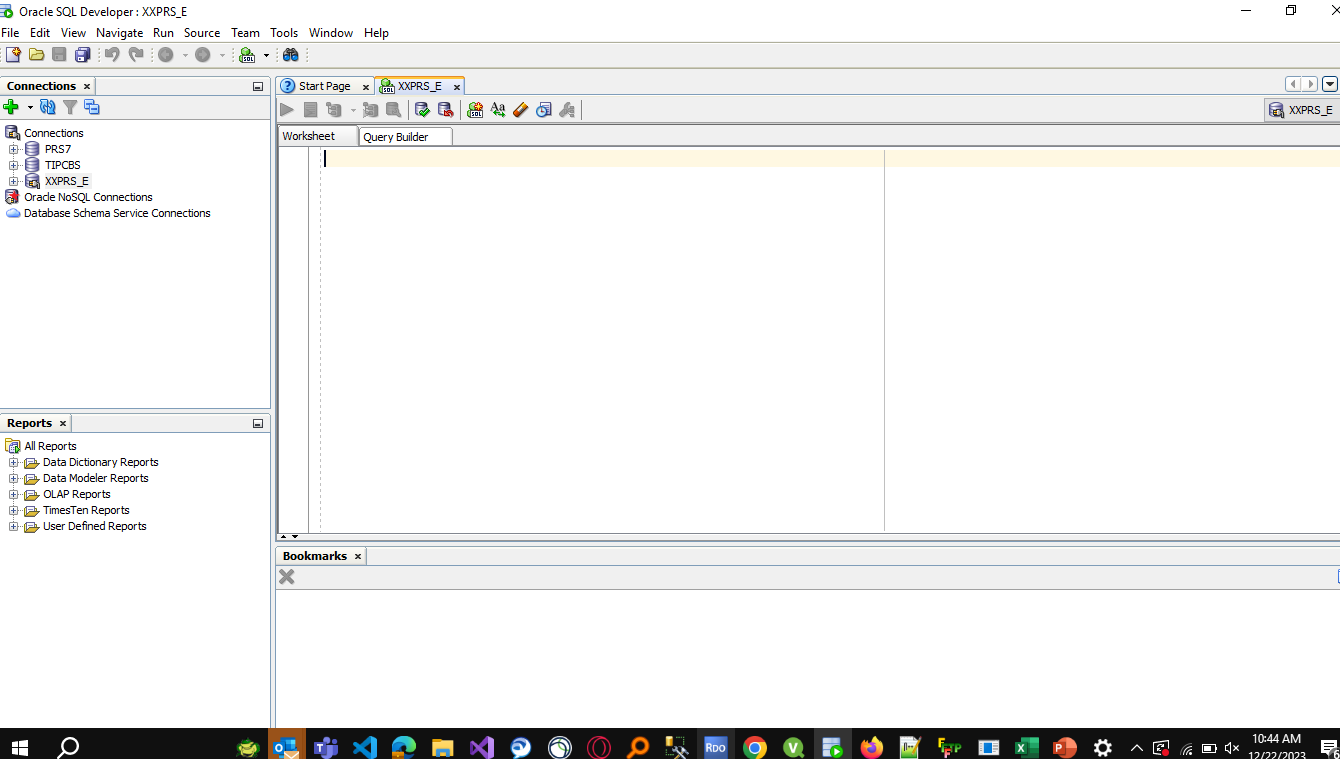 Oracle SQL Developer : XXPRS_E
File Edit View Navigate Run Source Team Tools Window Help
Connections
Start Page
XXPRS_E
XXPRS_E
Worksheet
Query Builder
Connections
PRS7
TIPCBS
XXPRS_E
Oracle NoSQL Connections
Database Schema Service Connections
Reports
All Reports
Data Dictionary Reports
Data Modeler Reports
OLAP Reports
TimesTen Reports
User Defined Reports
Bookmarks
RDO
10:44 AM
12/22/2023
6